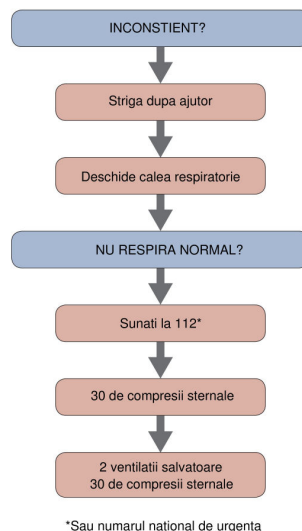 INCONSTIENT?
Striga dupa ajutor
Deschide calea respiratorie
NU RESPIRA NORMAL?
Sunati la 112*
30 de compresii sternale
2 ventilatii salvatoare
30 de compresii sternale
*Sau numarul national de urgenta